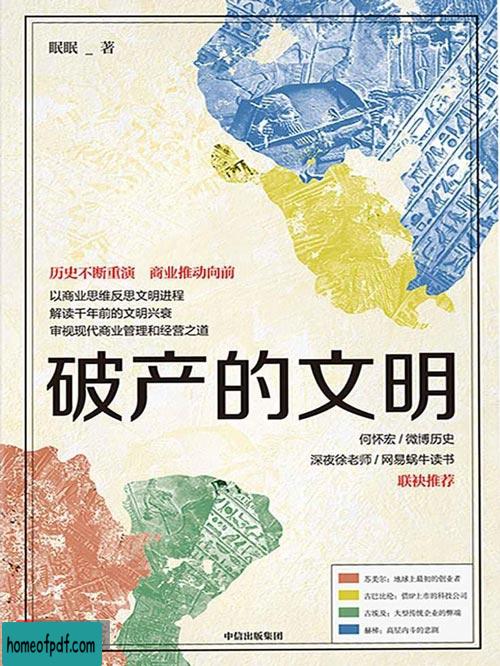 眠眠 _ 著
历史不断重演 商业推动向前
以商业思维反思文明进程
解读千年前的文明兴衰
审视现代商业管理和经营之道
破产的文明
何怀宏 / 微博历史
深夜徐老师 / 网易蜗牛读书
联袂推荐
苏美尔：地球上最初的创业者
古巴比伦：借IP上市的科技公司
古埃及：大型传统企业的弊端
赫梯：高层内斗的悲剧
中信出版集团
homeofpdf.com